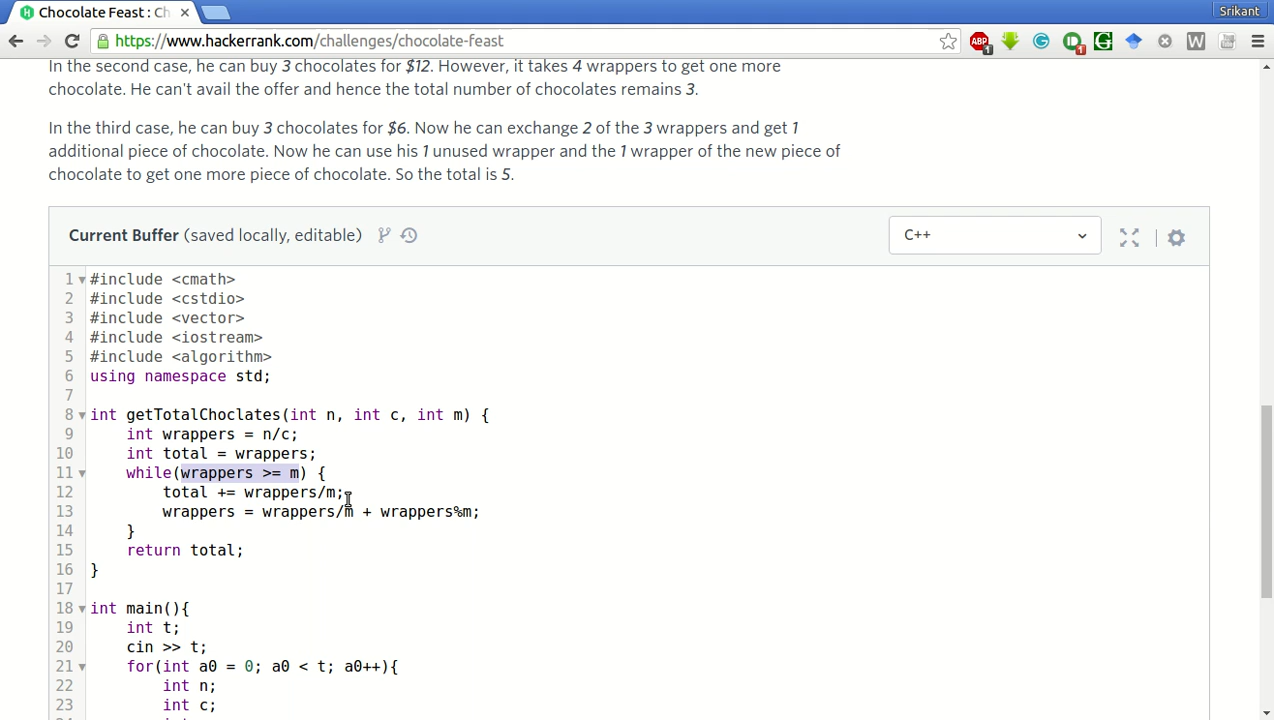 Chocolate Feast : Ch
Srikant
https://www.hackerrank.com/challenges/chocolate-feast
In the second case, he can buy 3 chocolates for $12. However, it takes 4 wrappers to get one more
chocolate. He can't avail the offer and hence the total number of chocolates remains 3.
In the third case, he can buy 3 chocolates for $6. Now he can exchange 2 of the 3 wrappers and get 1
additional piece of chocolate. Now he can use his 1 unused wrapper and the 1 wrapper of the new piece of
chocolate to get one more piece of chocolate. So the total is 5.
Current Buffer (saved locally, editable)
C++
1 #include <cmath>
2 #include <cstdio>
3 #include <vector>
4 #include <iostream>
5 #include <algorithm>
6 using namespace std;
7
8 int getTotalChoclates(int n, int c, int m) {
9 int wrappers = n/c;
10 int total = wrappers;
11 while(wrappers >= m) {
12 total += wrappers/m;
13 wrappers = wrappers/m + wrappers%m;
14 }
15 return total;
16 }
17
18 int main(){
19 int t;
20 cin >> t;
21 for(int a0 = 0; a0 < t; a0++){
22 int n;
23 int c;